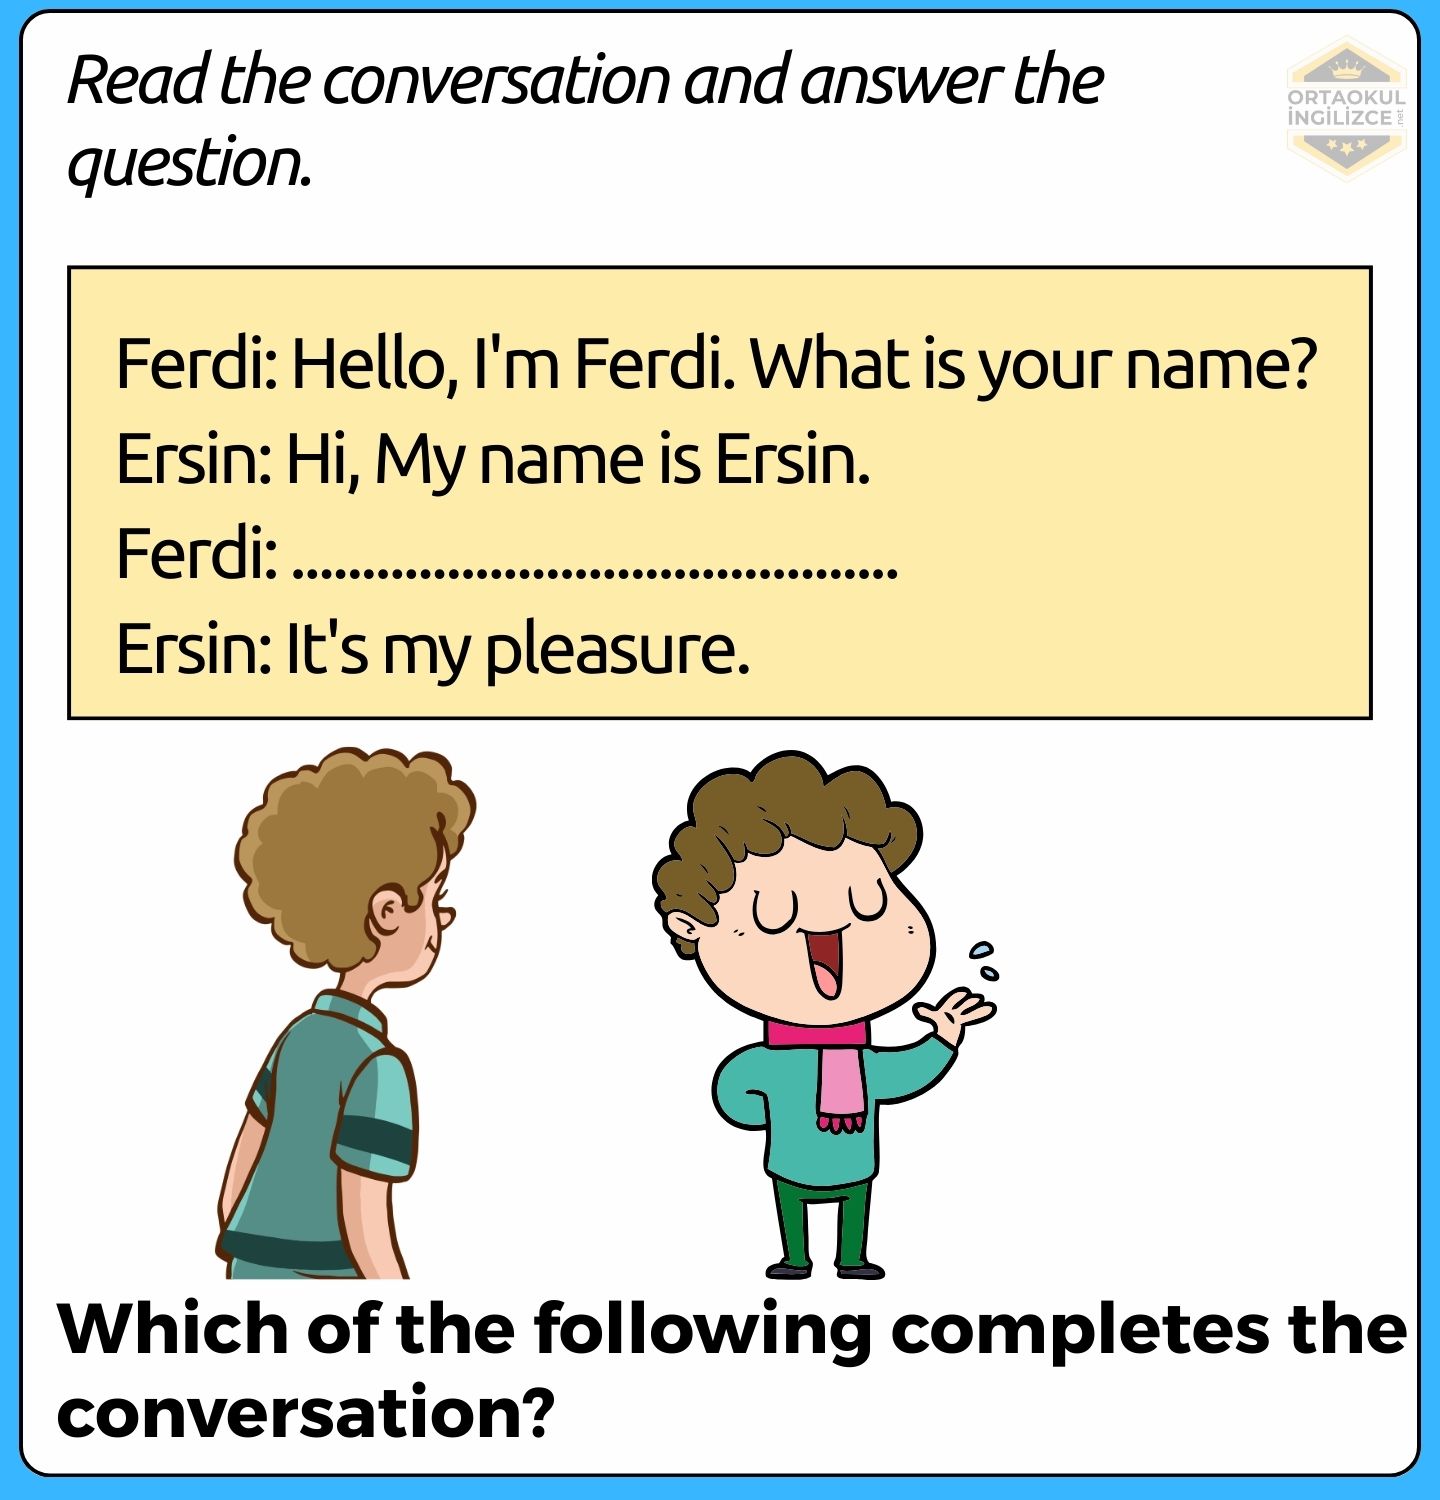 Read the conversation and answer the
question.
ORTAOKUL
İNGİLİZCE.net
Ferdi: Hello, I'm Ferdi. What is your name?
Ersin: Hi, My name is Ersin.
Ferdi: ...........................................
Ersin: It's my pleasure.
Which of the following completes the
conversation?